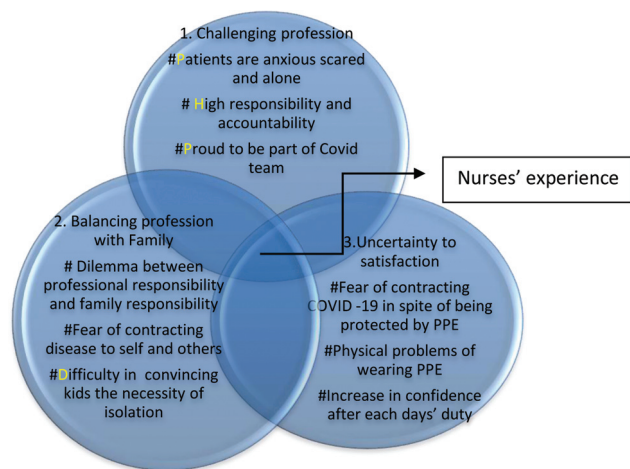 1. Challenging profession
#Patients are anxious scared
and alone
# High responsibility and
accountability
#Proud to be part of Covid
team
Nurses’ experience
2. Balancing profession
with Family
# Dilemma between
professional responsibility
and family responsibility
#Fear of contracting
disease to self and others
#Difficulty in  convincing
kids the necessity of
isolation
3.Uncertainty to
satisfaction
#Fear of contracting
COVID -19 in spite of being
protected by PPE
#Physical problems of
wearing PPE
#Increase in confidence
after each days’ duty